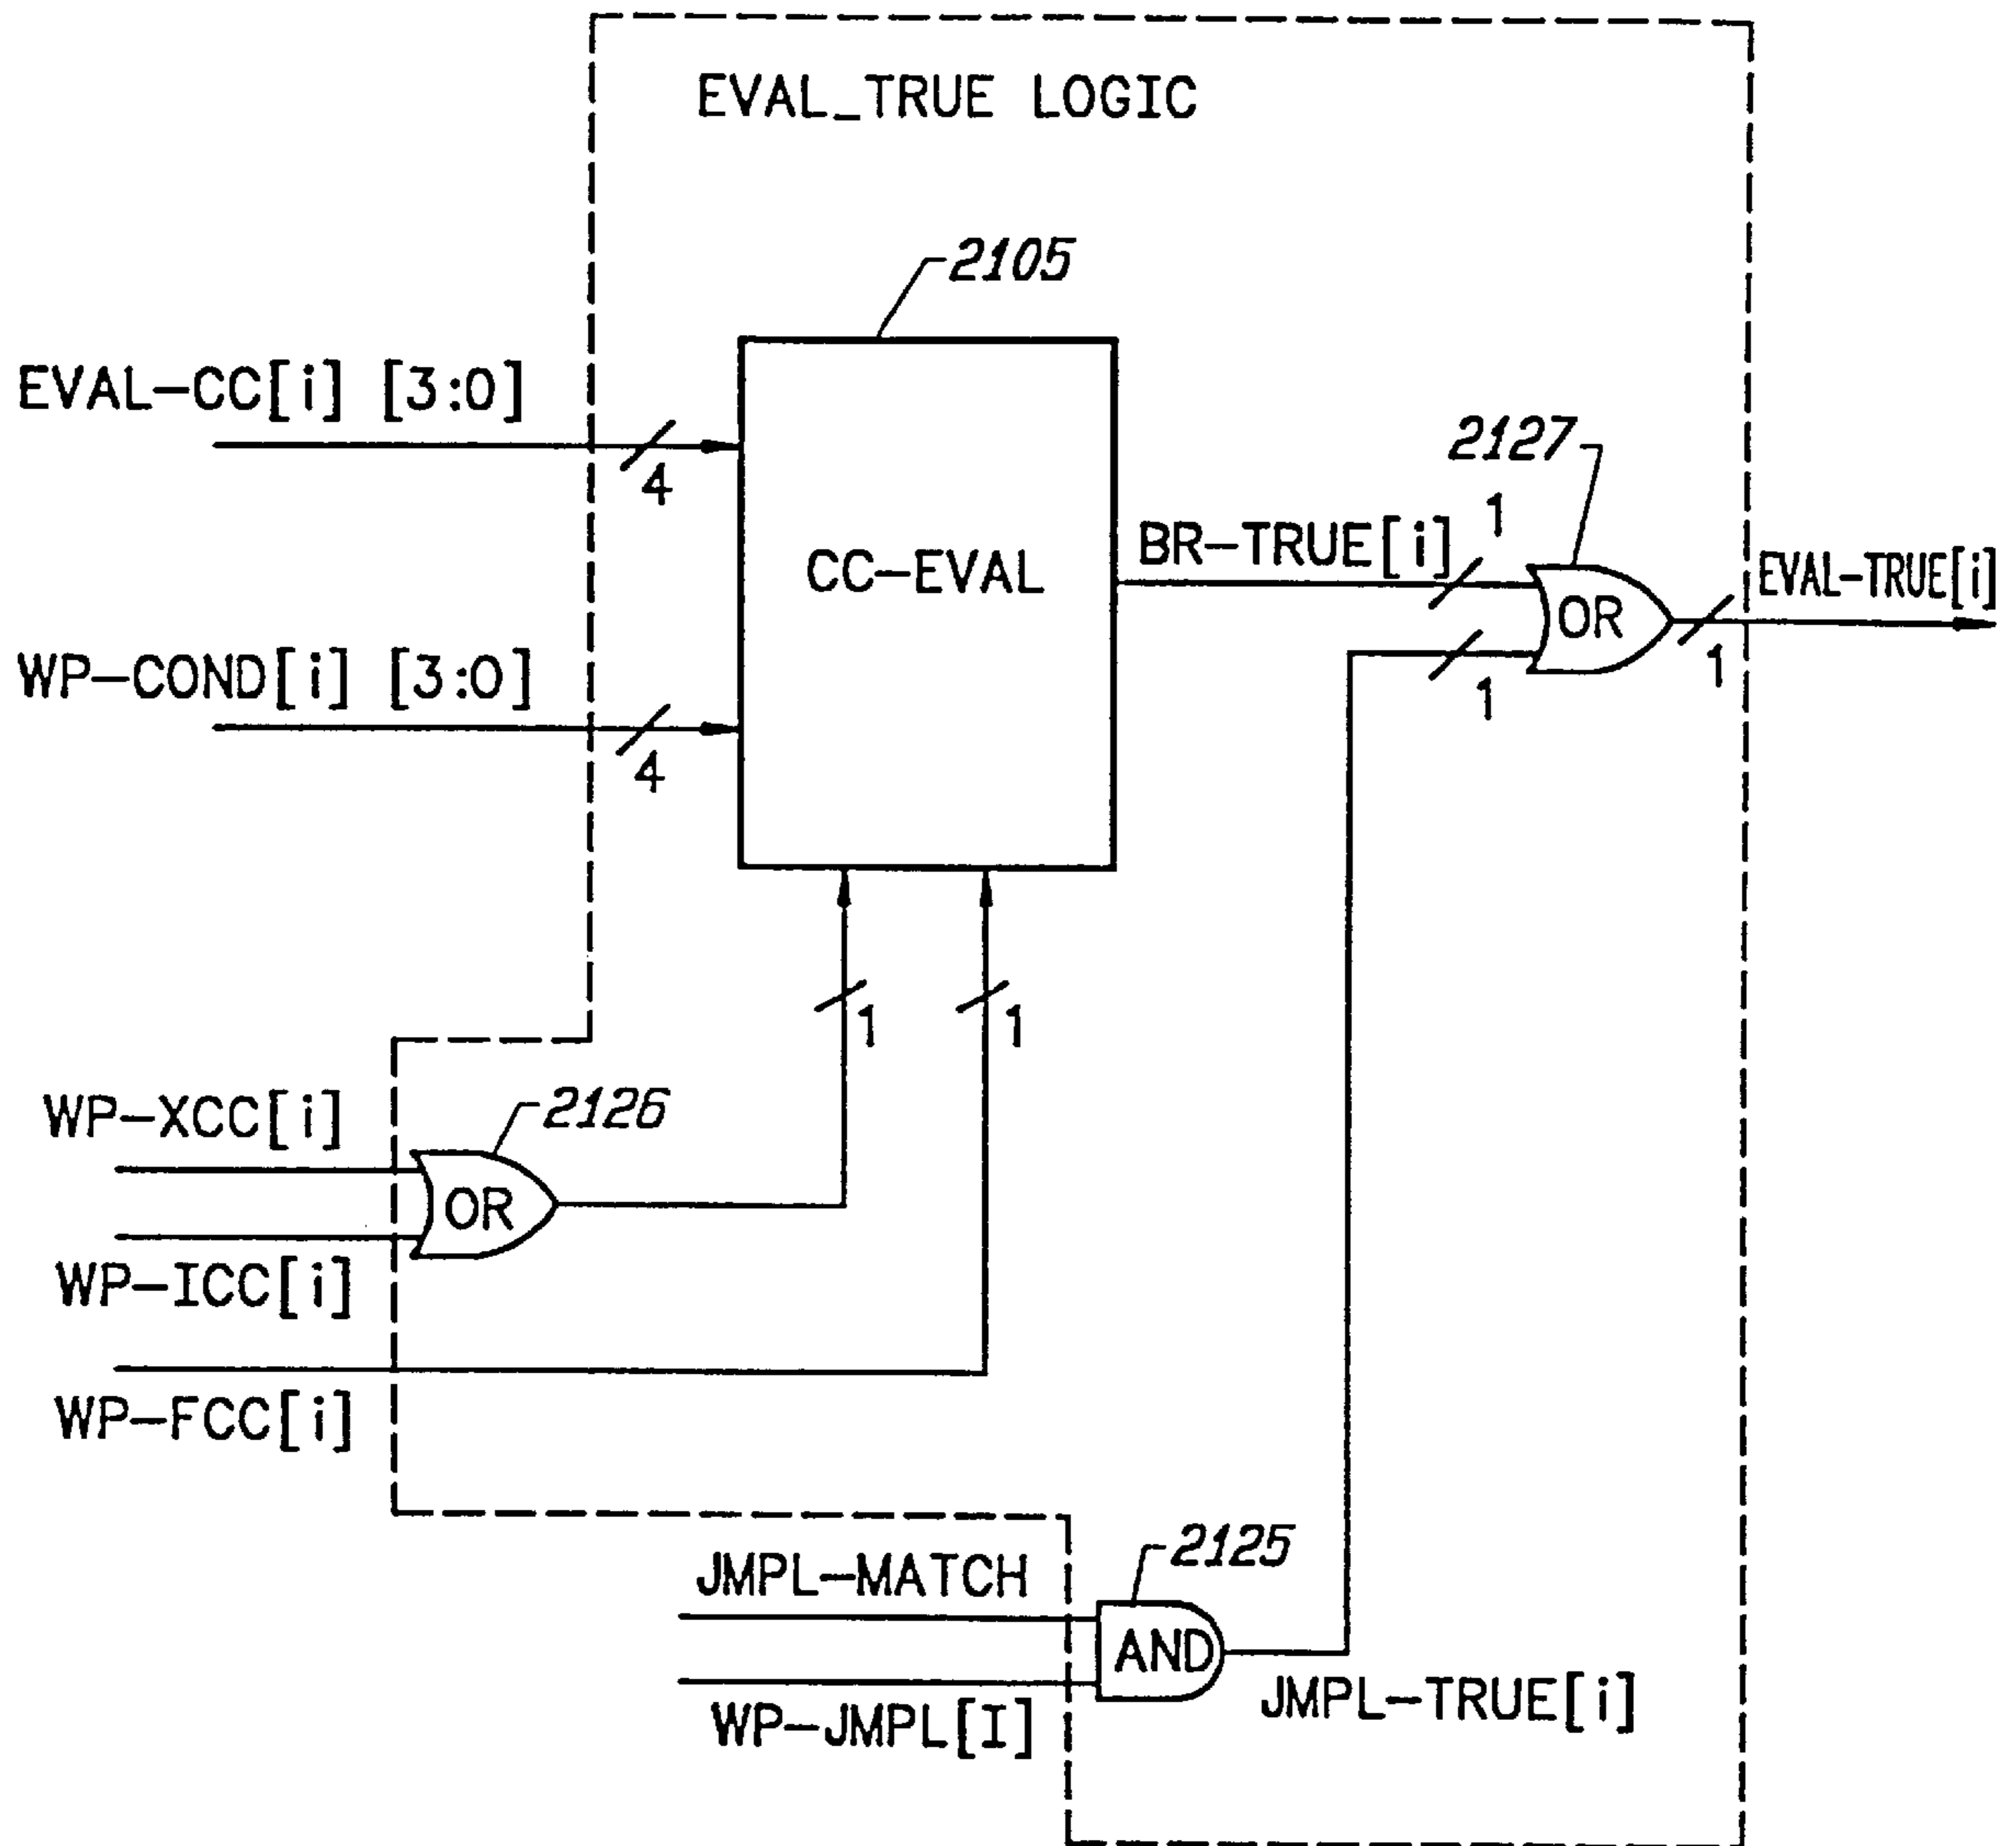 EVAL_TRUE LOGIC
2105
EVAL-CC[i] [3:0]
4
2127
1
BR-TRUE[i]
CC-EVAL
EVAL-TRUE[i]
OR
1
1
WP-COND[i] [3:0]
4
1
1
WP-XCC[i]
2126
OR
WP-ICC[i]
WP-FCC[i]
2125
JMPL-MATCH
AND
JMPL-TRUE[i]
WP-JMPL[I]